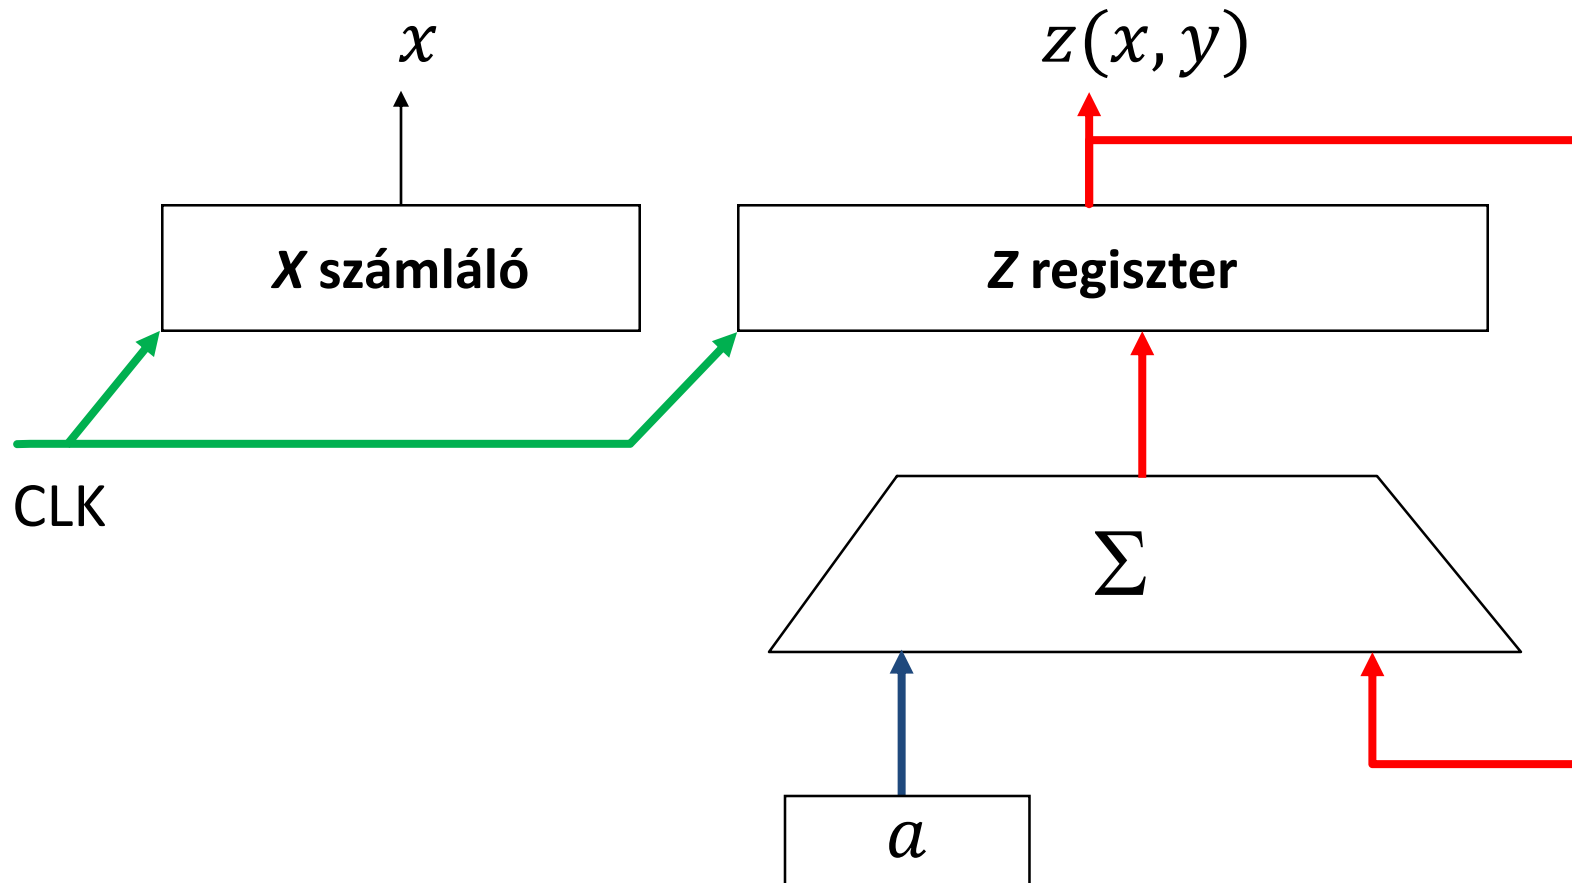 x
z(x, y)
X számláló
Z regiszter
CLK
Σ
a